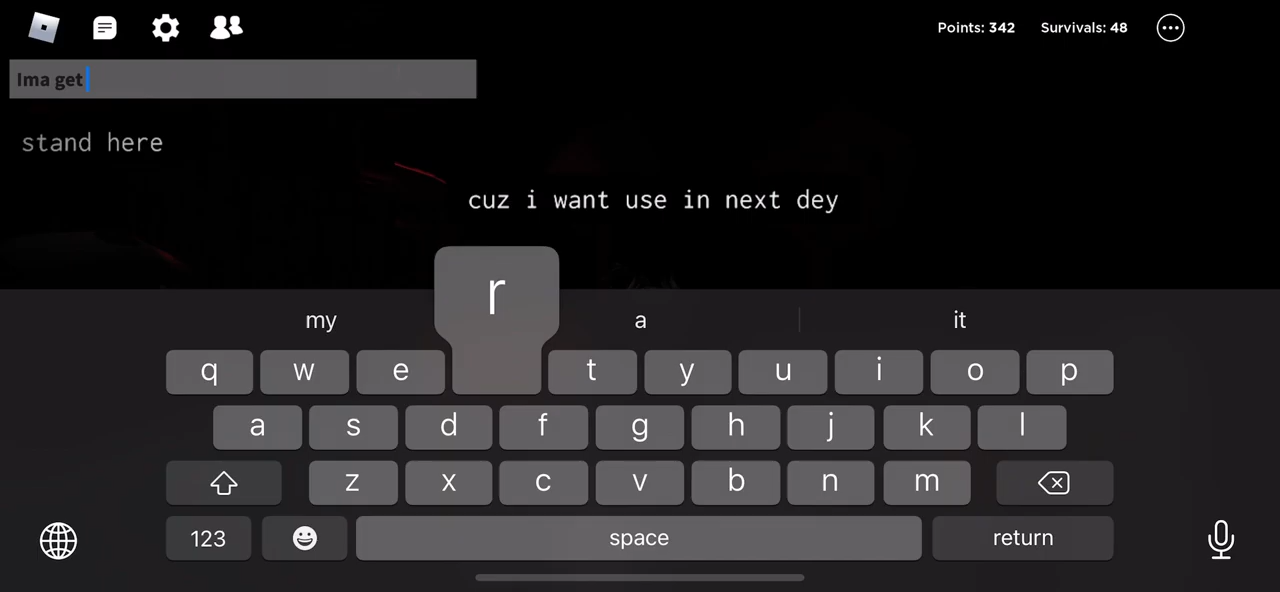 Points: 342 Survivals: 48
Ima get
stand here
cuz i want use in next dey
r
my a it
q w e t y u i o p
a s d f g h j k l
z x c v b n m
123 space return